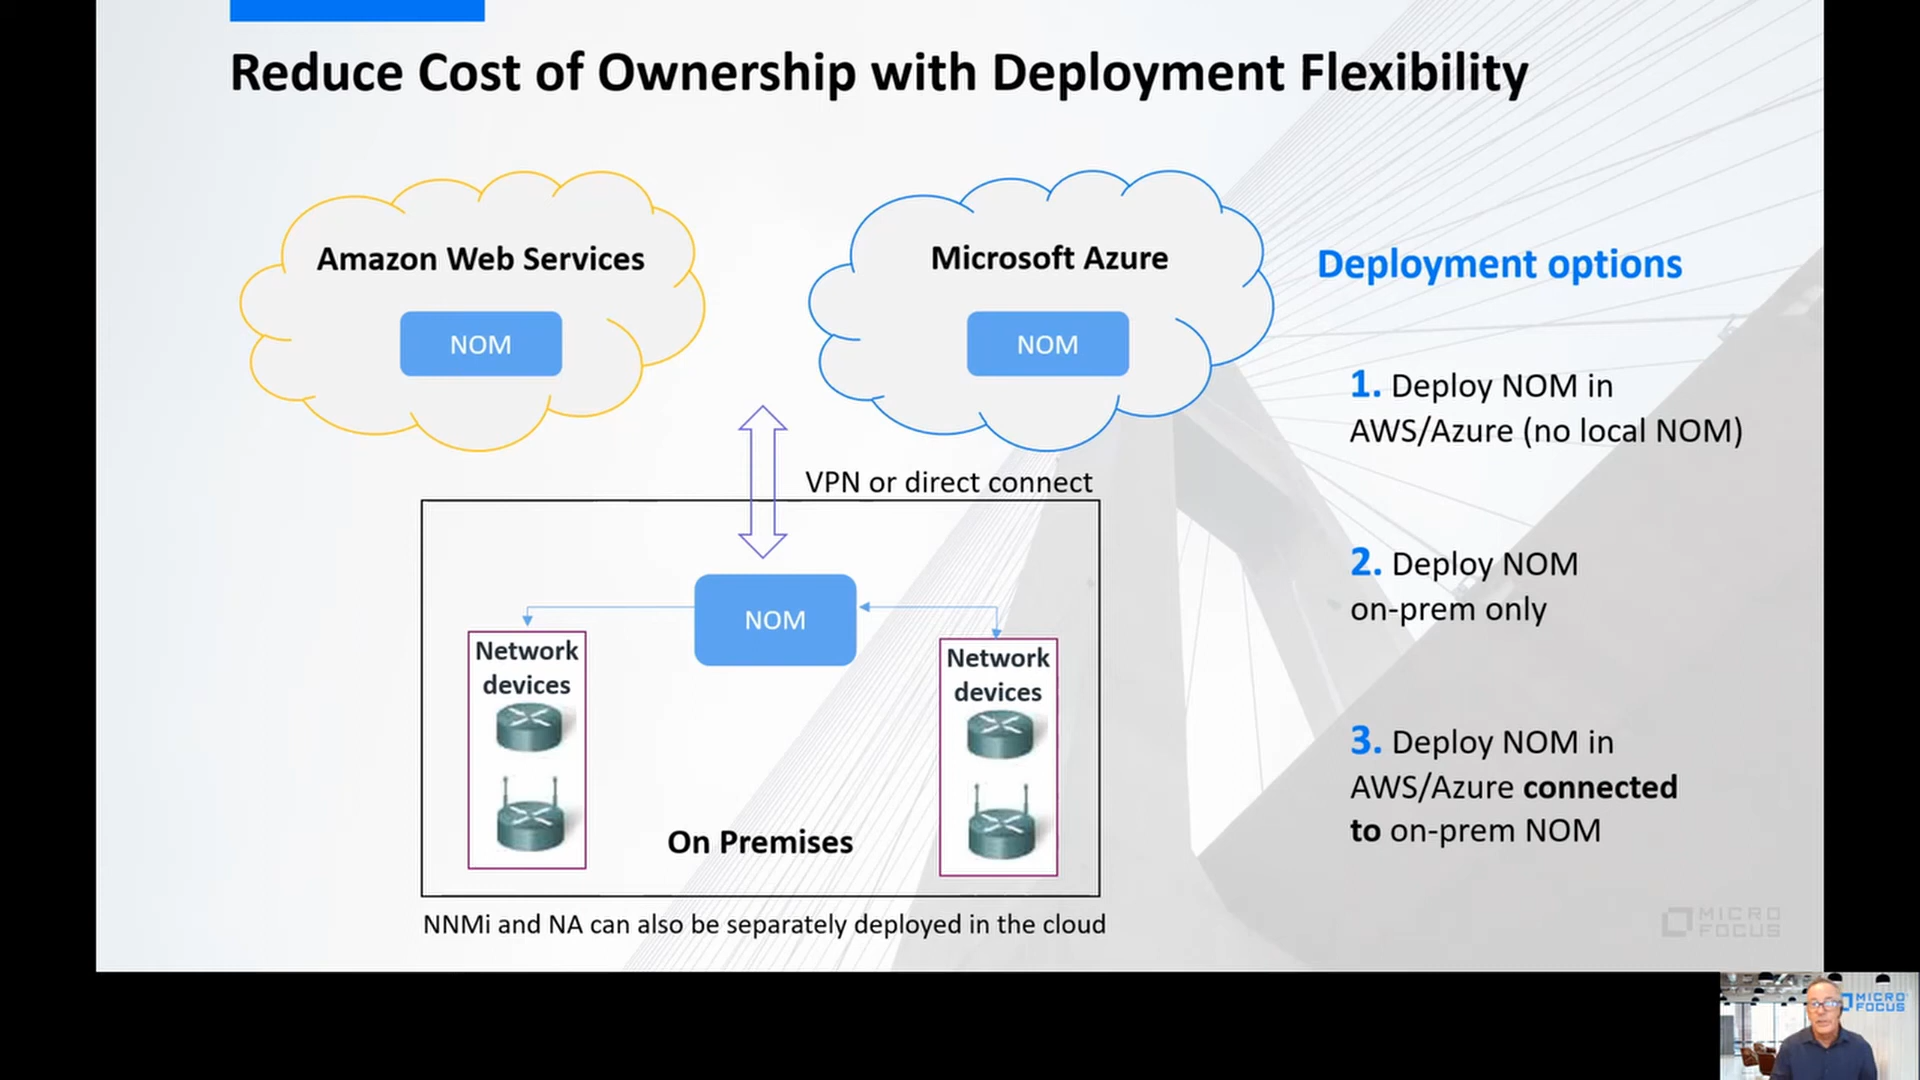 Reduce Cost of Ownership with Deployment Flexibility
Amazon Web Services
NOM
Microsoft Azure
NOM
VPN or direct connect
NOM
Network
devices
Network
devices
On Premises
NNMi and NA can also be separately deployed in the cloud
Deployment options
1. Deploy NOM in
AWS/Azure (no local NOM)
2. Deploy NOM
on-prem only
3. Deploy NOM in
AWS/Azure connected
to on-prem NOM
MICRO
FOCUS
MICRO
FOCUS